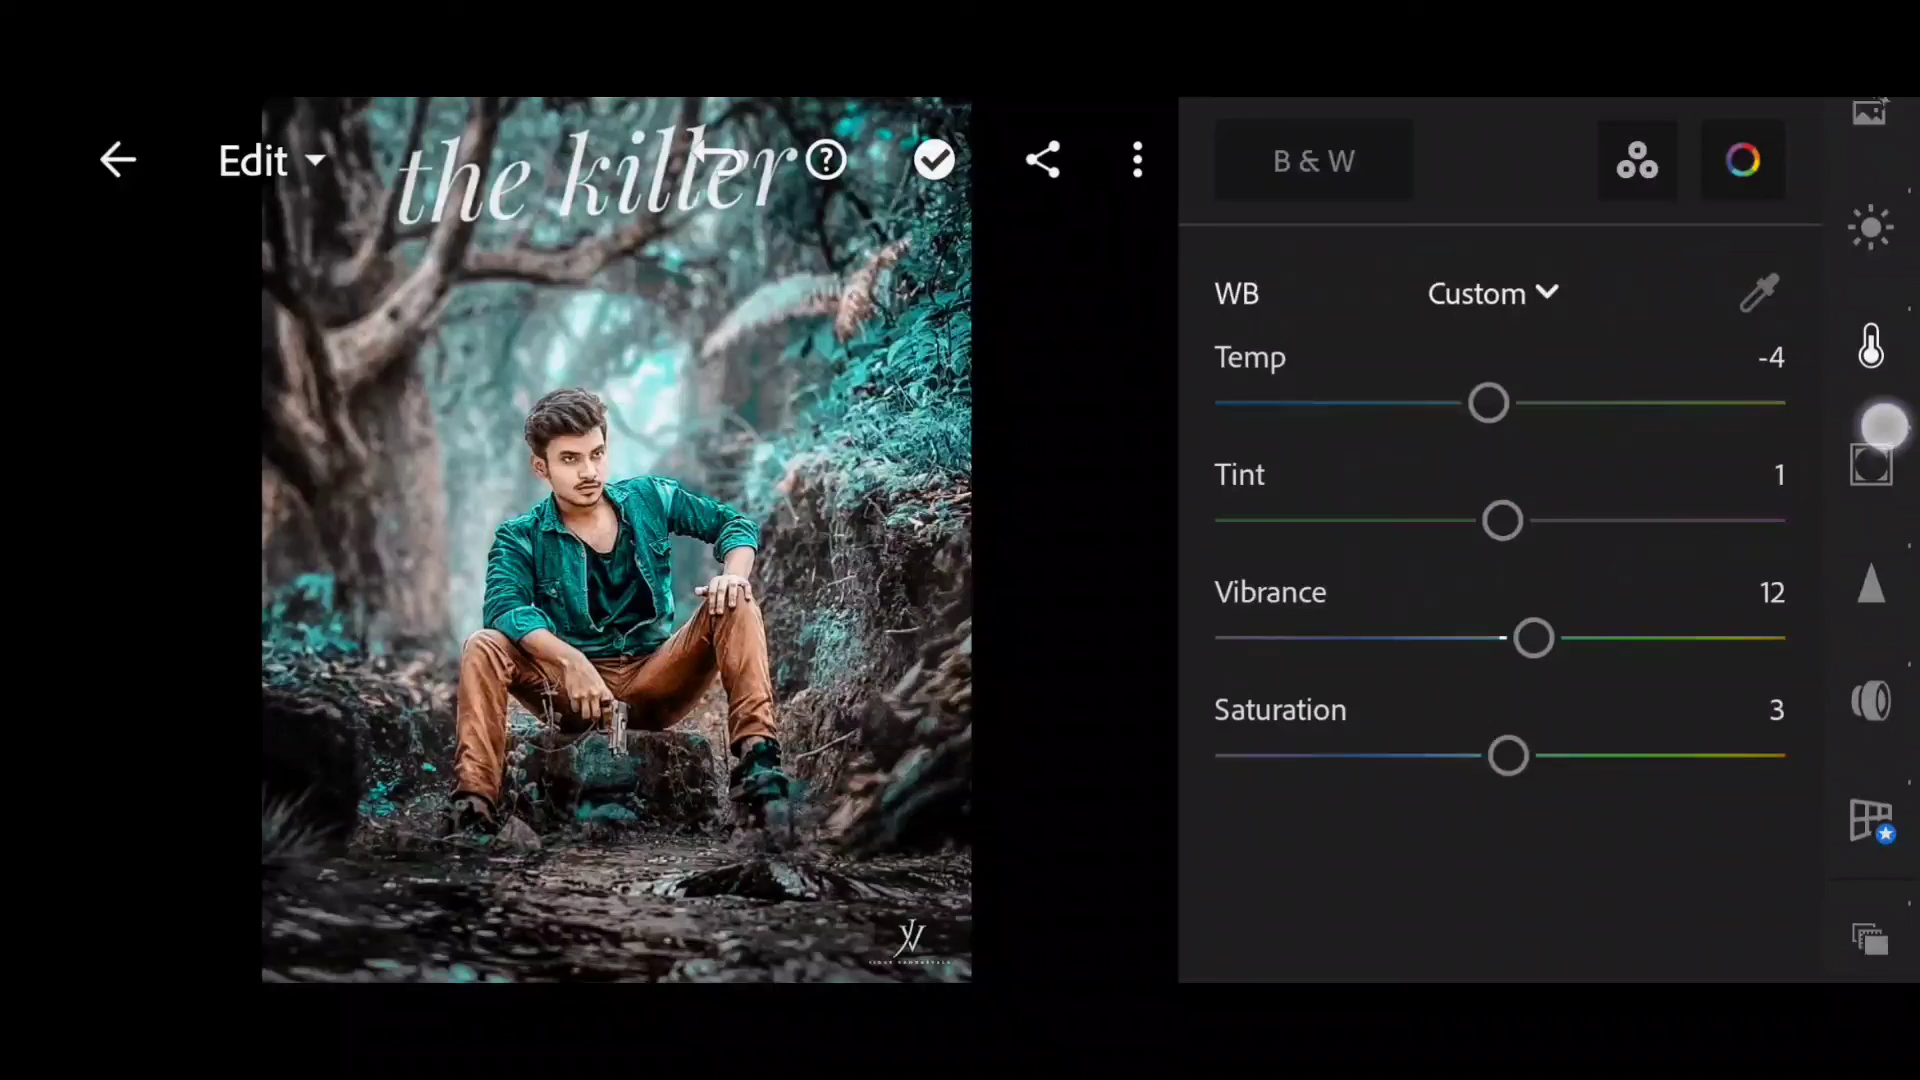 Edit
the killer
B & W
WB Custom
Temp -4
Tint 1
Vibrance 12
Saturation 3